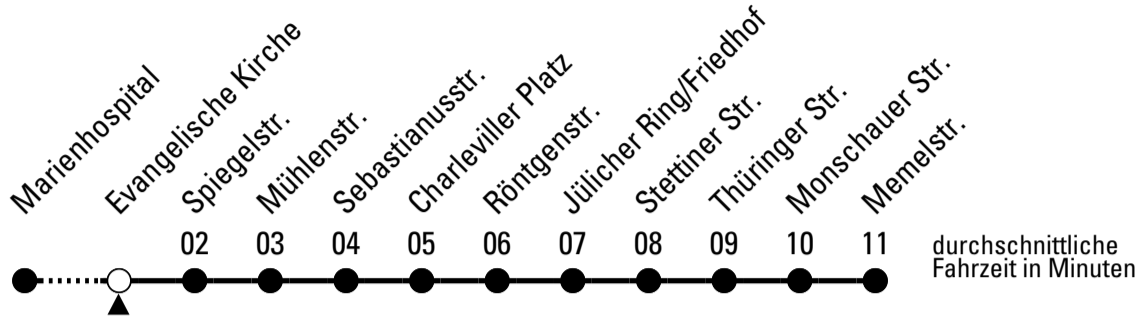 Marienhospital
Evangelische Kirche
Spiegelstr.
Mühlenstr.
Sebastianusstr.
Charleviller Platz
Röntgenstr.
Jülicher Ring/Friedhof
Stettiner Str.
Thüringer Str.
Monschauer Str.
Memelstr.
02 03 04 05 06 07 08 09 10 11
durchschnittliche
Fahrzeit in Minuten